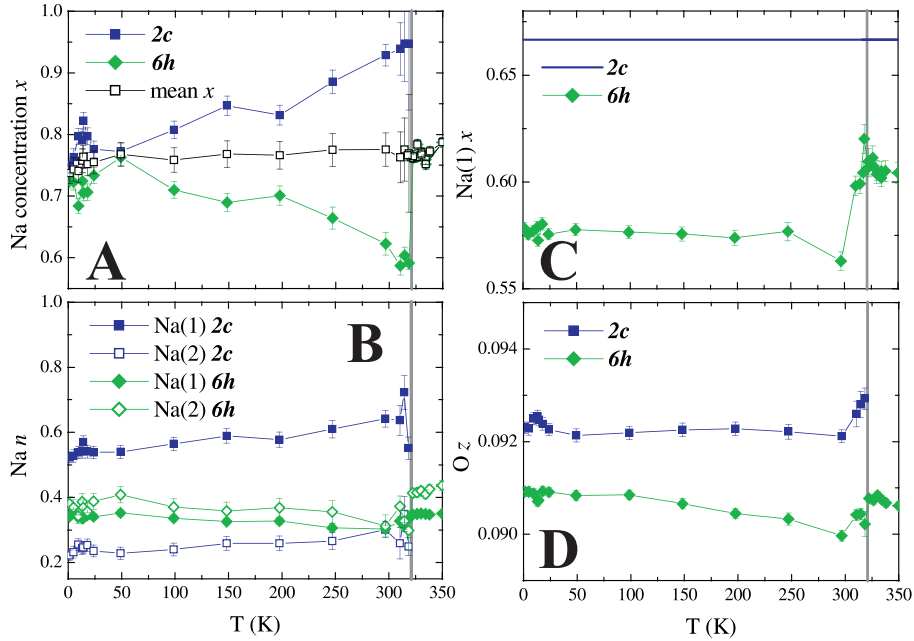 1.0
0.9
0.8
0.7
0.6
Na concentration x
2c
6h
mean x
A
0.65
0.60
0.55
Na(1) x
2c
6h
C
1.0
0.8
0.6
0.4
0.2
Na n
Na(1) 2c
Na(2) 2c
Na(1) 6h
Na(2) 6h
B
0 50 100 150 200 250 300 350
T (K)
0.094
0.092
0.090
O z
2c
6h
D
0 50 100 150 200 250 300 350
T (K)